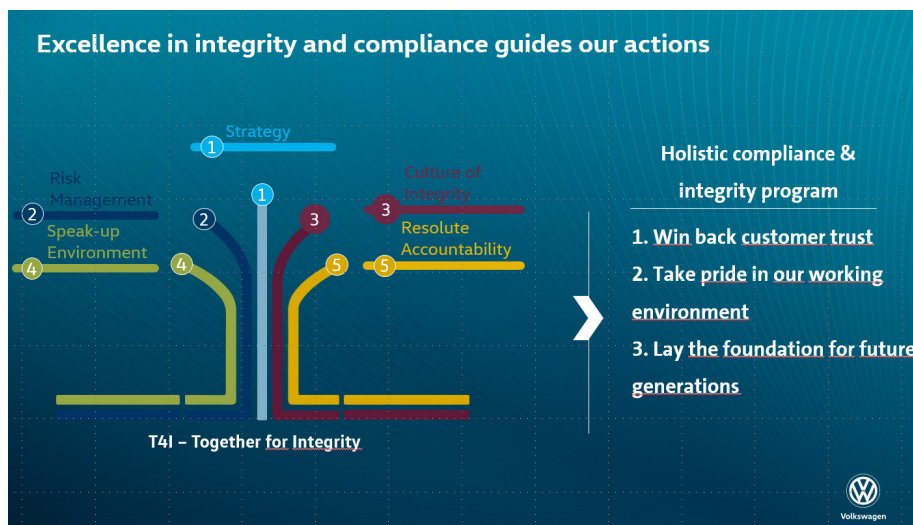 Excellence in integrity and compliance guides our actions
1
Strategy
Risk
Management
2
Speak-up
Environment
4
1
2
3
4
5
Culture of
Integrity
3
Resolute
Accountability
5
T4I – Together for Integrity
Holistic compliance &
integrity program
1. Win back customer trust
2. Take pride in our working
environment
3. Lay the foundation for future
generations
Volkswagen